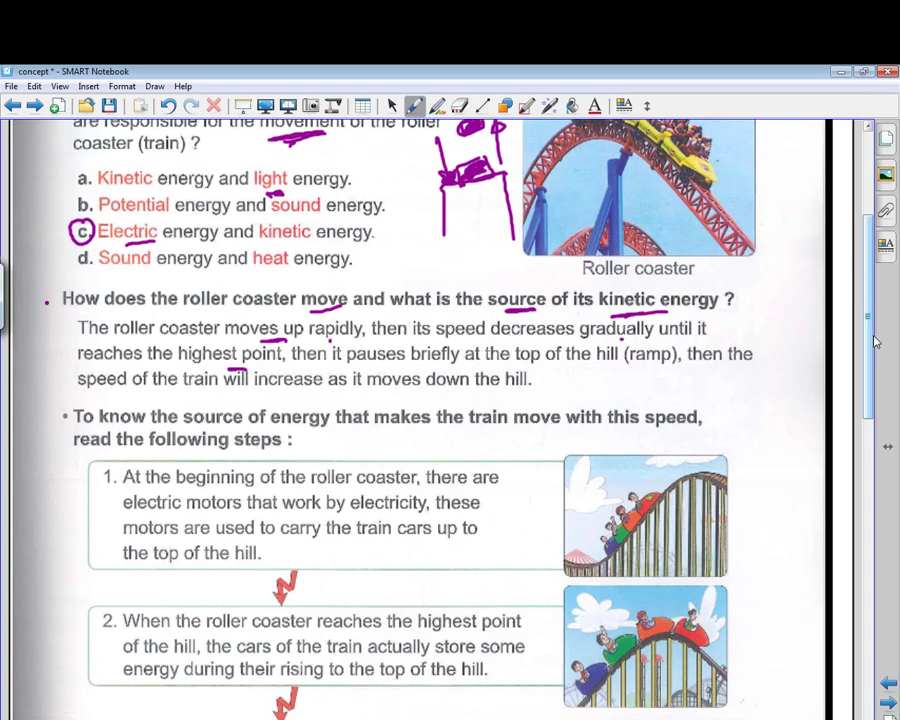 concept * - SMART Notebook
File Edit View Insert Format Draw Help
are responsible for the movement of the roller
coaster (train) ?
a. Kinetic energy and light energy.
b. Potential energy and sound energy.
c. Electric energy and kinetic energy.
d. Sound energy and heat energy.
Roller coaster
. How does the roller coaster move and what is the source of its kinetic energy ?
The roller coaster moves up rapidly, then its speed decreases gradually until it
reaches the highest point, then it pauses briefly at the top of the hill (ramp), then the
speed of the train will increase as it moves down the hill.
• To know the source of energy that makes the train move with this speed,
read the following steps :
1. At the beginning of the roller coaster, there are
electric motors that work by electricity, these
motors are used to carry the train cars up to
the top of the hill.
2. When the roller coaster reaches the highest point
of the hill, the cars of the train actually store some
energy during their rising to the top of the hill.